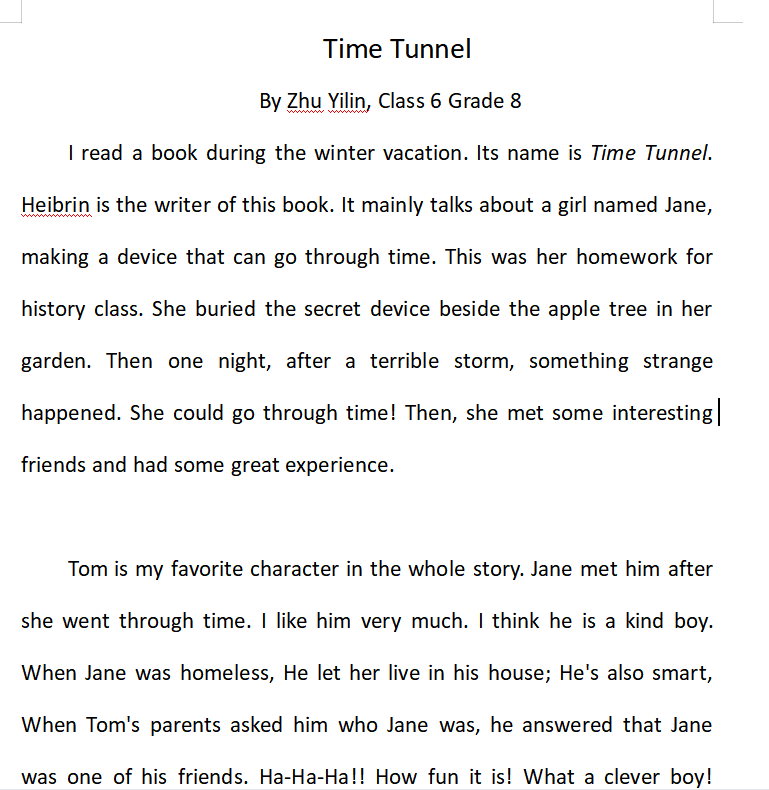 Time Tunnel
By Zhu Yilin, Class 6 Grade 8
I read a book during the winter vacation. Its name is Time Tunnel.
Heibrin is the writer of this book. It mainly talks about a girl named Jane,
making a device that can go through time. This was her homework for
history class. She buried the secret device beside the apple tree in her
garden. Then one night, after a terrible storm, something strange
happened. She could go through time! Then, she met some interesting
friends and had some great experience.
Tom is my favorite character in the whole story. Jane met him after
she went through time. I like him very much. I think he is a kind boy.
When Jane was homeless, He let her live in his house; He's also smart,
When Tom's parents asked him who Jane was, he answered that Jane
was one of his friends. Ha-Ha-Ha!! How fun it is! What a clever boy!